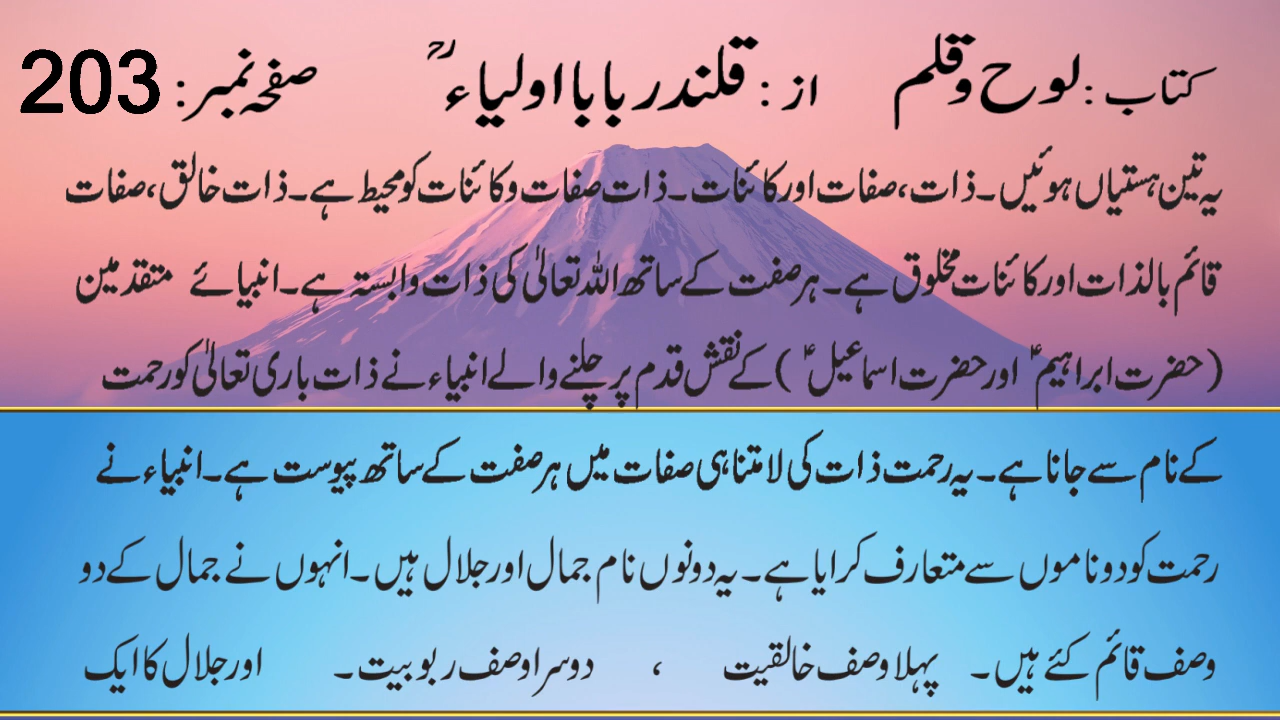 کتاب : لوح و قلم از : قلندر بابا اولیاءؒ صفحہ نمبر : 203
یہ تین ہستیاں ہوئیں۔ ذات، صفات اور کائنات۔ ذات صفات و کائنات کو محیط ہے۔ ذات خالق، صفات
قائم بالذات اور کائنات مخلوق ہے۔ ہر صفت کے ساتھ اللہ تعالیٰ کی ذات وابستہ ہے۔ انبیائے متقدمین
(حضرت ابراہیمؑ اور حضرت اسماعیلؑ) کے نقش قدم پر چلنے والے انبیاء نے ذات باری تعالیٰ کو رحمت
کے نام سے جانا ہے۔ یہ رحمت ذات کی لامتناہی صفات میں ہر صفت کے ساتھ پیوست ہے۔ انبیاء نے
رحمت کو دو ناموں سے متعارف کرایا ہے۔ یہ دونوں نام جمال اور جلال ہیں۔ انہوں نے جمال کے دو
وصف قائم کئے ہیں۔ پہلا وصف خالقیت ، دوسرا وصف ربوبیت۔ اور جلال کا ایک